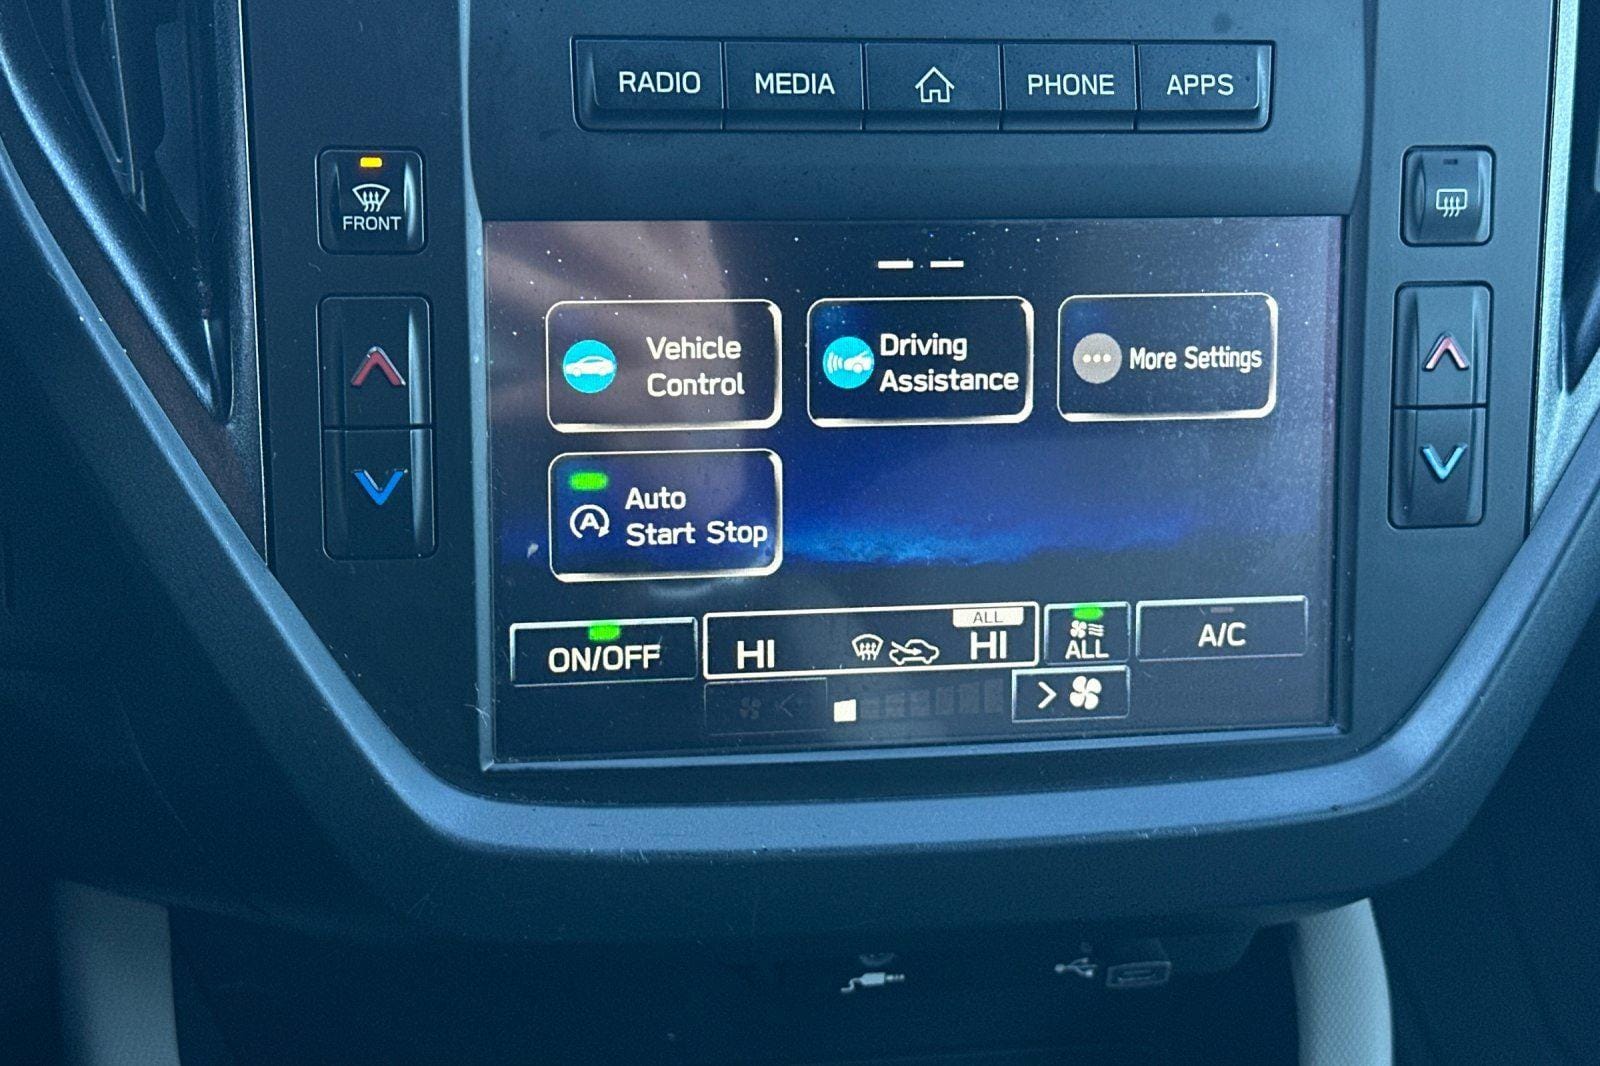 RADIO
MEDIA
PHONE
APPS
FRONT
Vehicle
Control
Driving
Assistance
More Settings
A
Auto
Start Stop
ON/OFF
HI
ALL
HI
ALL
A/C